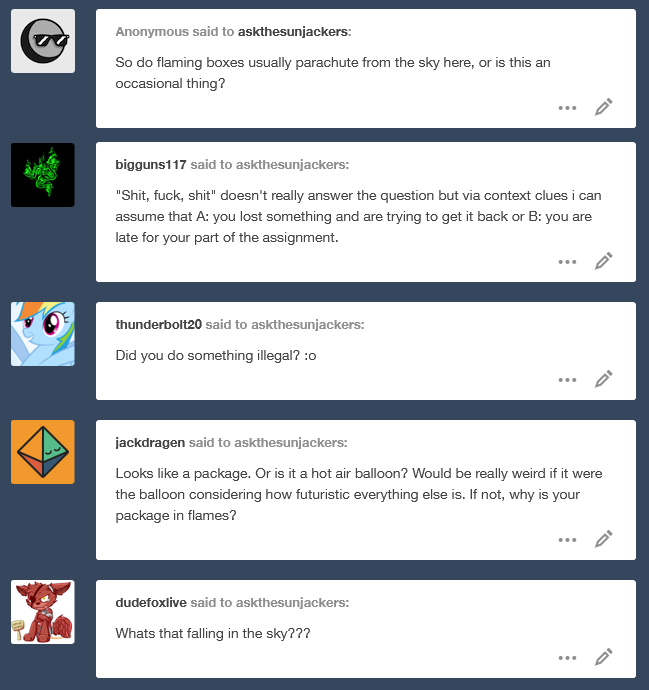 Anonymous said to askthesunjackers:
So do flaming boxes usually parachute from the sky here, or is this an
occasional thing?
bigguns117 said to askthesunjackers:
"Shit, fuck, shit" doesn't really answer the question but via context clues i can
assume that A: you lost something and are trying to get it back or B: you are
late for your part of the assignment.
thunderbolt20 said to askthesunjackers:
Did you do something illegal? :o
jackdragen said to askthesunjackers:
Looks like a package. Or is it a hot air balloon? Would be really weird if it were
the balloon considering how futuristic everything else is. If not, why is your
package in flames?
dudefoxlive said to askthesunjackers:
Whats that falling in the sky???